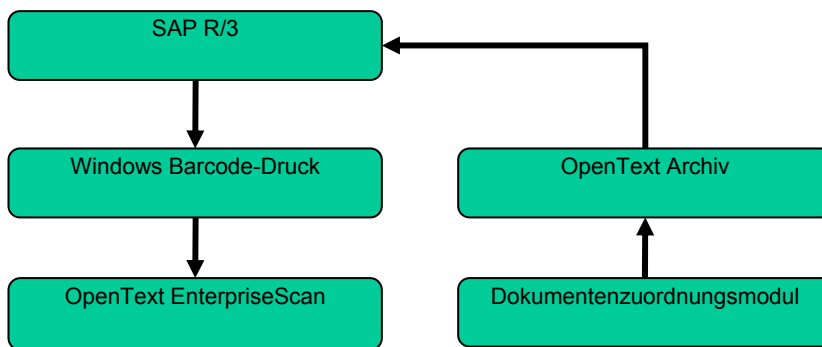 SAP R/3
Windows Barcode-Druck
OpenText Archiv
OpenText EnterpriseScan
Dokumentenzuordnungsmodul